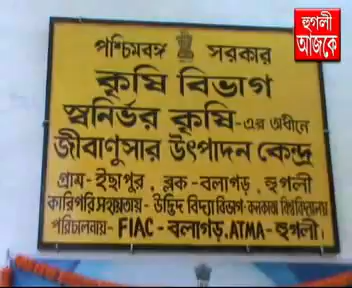 হুগলী
আজকে
পশ্চিমবঙ্গ সরকার
কৃষি বিভাগ
স্বনির্ভর কৃষি-এর অধীনে
জীবাণুসার উৎপাদন কেন্দ্র
গ্রাম-ইছাপুর, ব্লক-বলাগড়, হুগলী
কারিগরি সহায়তায়-উদ্ভিদ বিদ্যা বিভাগ-কলকাতা বিশ্ববিদ্যালয়
পরিচালনায়-FIAC-বলাগড়, ATMA-হুগলী।